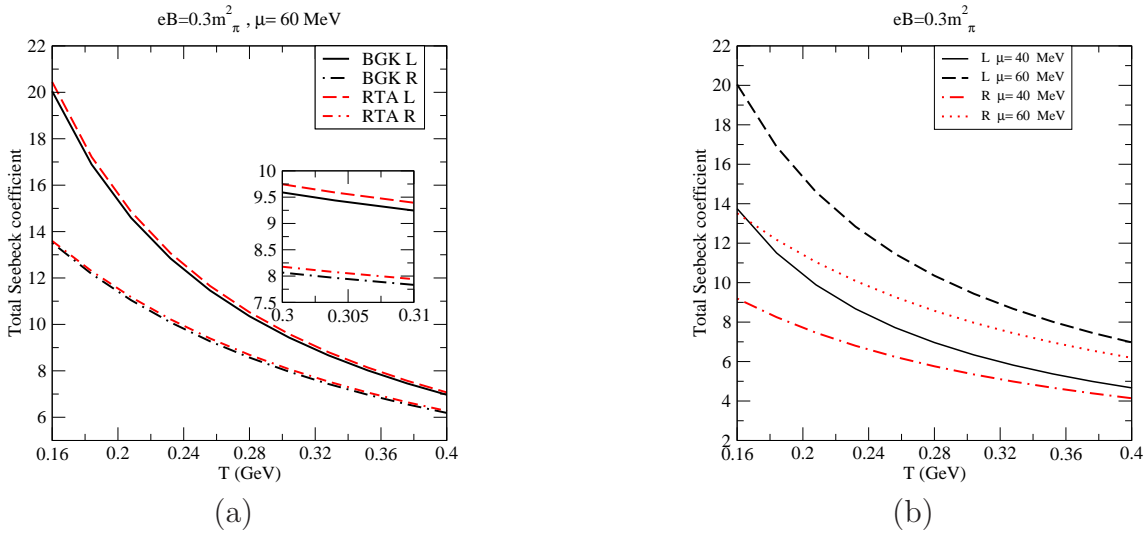 eB=0.3m²π , μ= 60 MeV
22
20
18
16
14
12
10
8
6
Total Seebeck coefficient
BGK L
BGK R
RTA L
RTA R
10
9.5
9
8.5
8
7.5
0.3 0.305 0.31
0.16 0.2 0.24 0.28 0.32 0.36 0.4
T (GeV)
(a)
eB=0.3m²π
22
20
18
16
14
12
10
8
6
4
2
Total Seebeck coefficient
L μ= 40 MeV
L μ= 60 MeV
R μ= 40 MeV
R μ= 60 MeV
0.16 0.2 0.24 0.28 0.32 0.36 0.4
T (GeV)
(b)